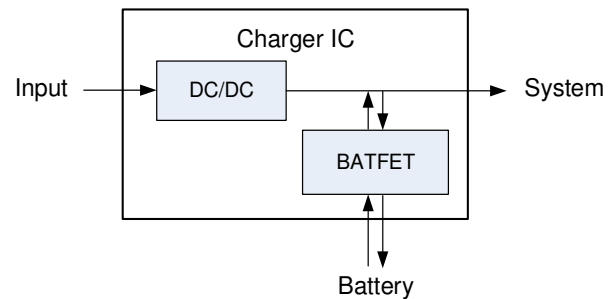 Charger IC
Input
DC/DC
System
BATFET
Battery